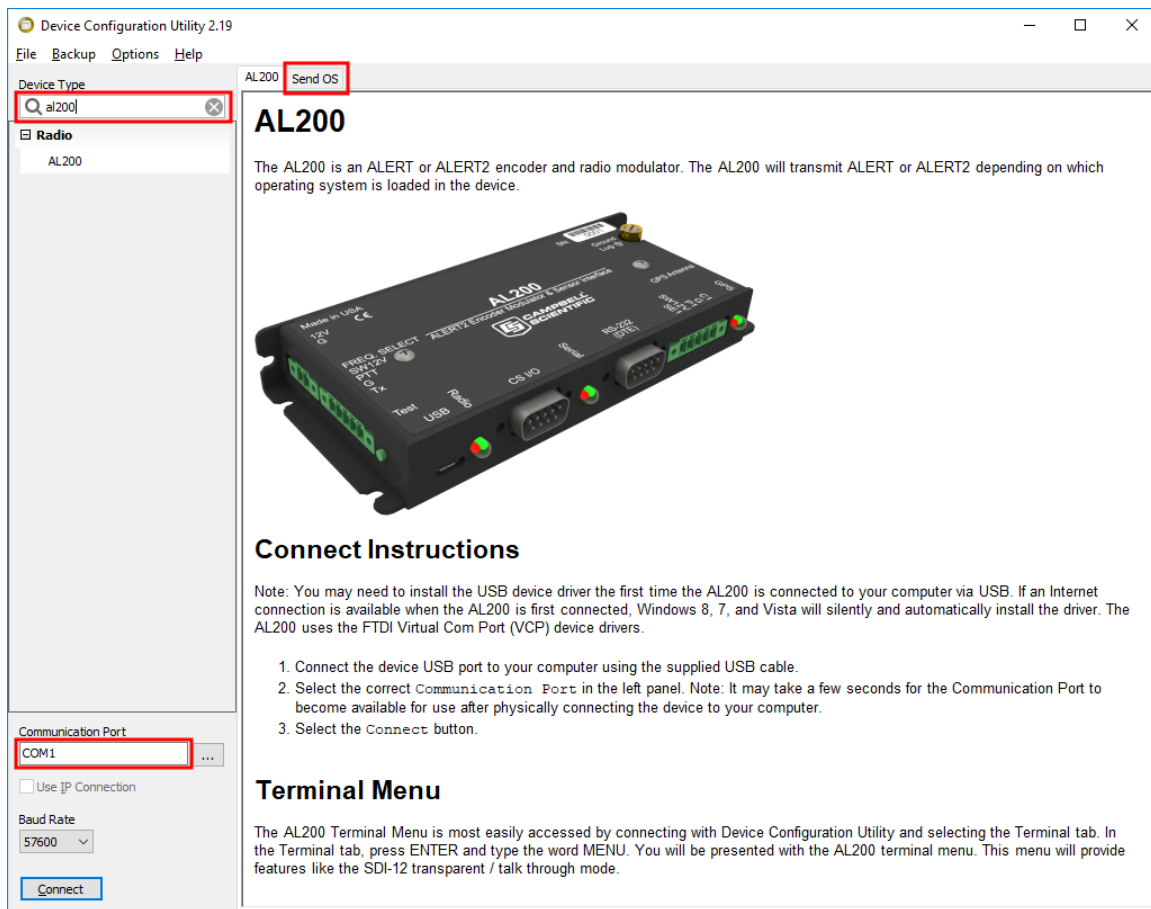 Device Configuration Utility 2.19
File Backup Options Help
Device Type
al200
Radio
AL200
AL200 Send OS
AL200
The AL200 is an ALERT or ALERT2 encoder and radio modulator. The AL200 will transmit ALERT or ALERT2 depending on which
operating system is loaded in the device.
SN:
0001
Ground
Lug
Made in USA
CE
12V
G
AL200
ALERT2 Encoder Modulator & Sensor Interface
CAMPBELL
SCIENTIFIC
GPS Antenna
GPS
FREQ. SELECT
SW12V
PTT
G
Tx
Test
USB
Radio
CS I/O
Serial
RS-232
(DTE)
Connect Instructions
Note: You may need to install the USB device driver the first time the AL200 is connected to your computer via USB. If an Internet
connection is available when the AL200 is first connected, Windows 8, 7, and Vista will silently and automatically install the driver. The
AL200 uses the FTDI Virtual Com Port (VCP) device drivers.
1. Connect the device USB port to your computer using the supplied USB cable.
2. Select the correct Communication Port in the left panel. Note: It may take a few seconds for the Communication Port to
become available for use after physically connecting the device to your computer.
3. Select the Connect button.
Communication Port
COM1 ...
Use IP Connection
Baud Rate
57600
Connect
Terminal Menu
The AL200 Terminal Menu is most easily accessed by connecting with Device Configuration Utility and selecting the Terminal tab. In
the Terminal tab, press ENTER and type the word MENU. You will be presented with the AL200 terminal menu. This menu will provide
features like the SDI-12 transparent / talk through mode.